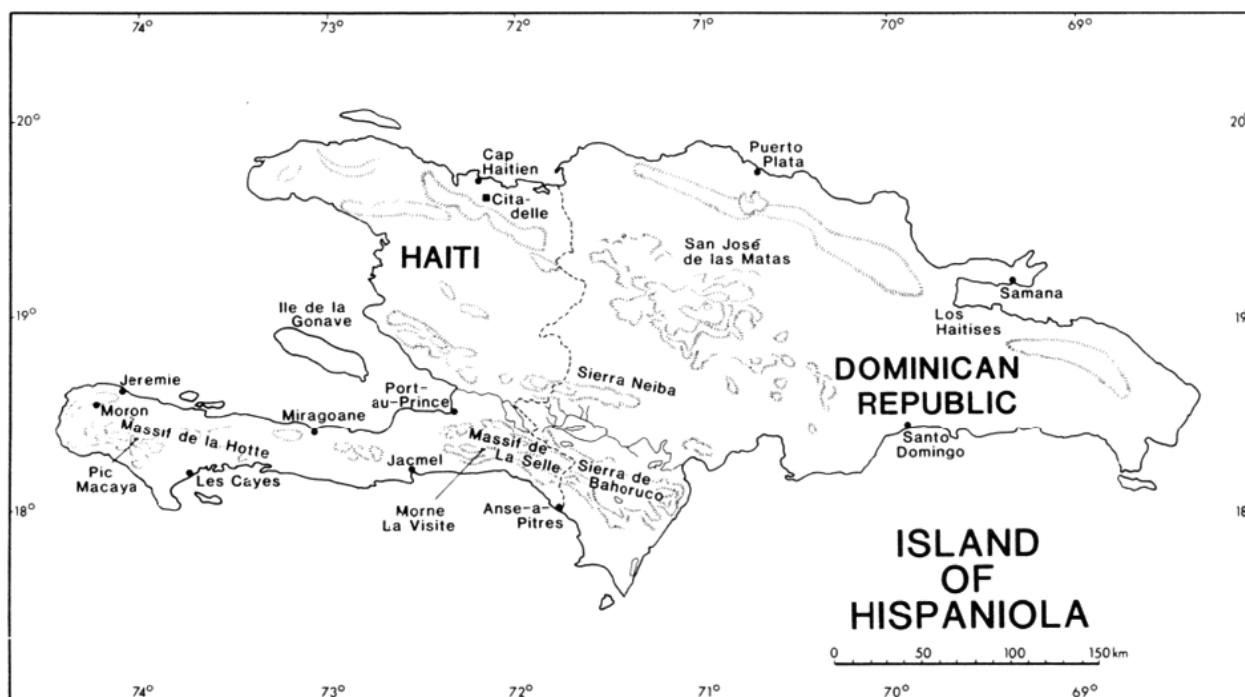 74°
73°
72°
71°
70°
69°
20°
20
Cap
Haitien
Puerto
Plata
Cita-
delle
HAITI
San José
de las Matas
Samana
Ile de la
Gonave
19°
19
Los
Haitises
DOMINICAN
REPUBLIC
Sierra Neiba
Jeremie
Port-
au-Prince
Moron
Miragoane
Massif de la Hotte
Massif de
La Selle
Santo
Domingo
Pic
Macaya
Les Cayes
Jacmel
Sierra de
Bahoruco
Morne
La Visite
Anse-a-
Pitres
18°
18
ISLAND
OF
HISPANIOLA
0 50 100 150 km
74°
73°
72°
71°
70°
69°